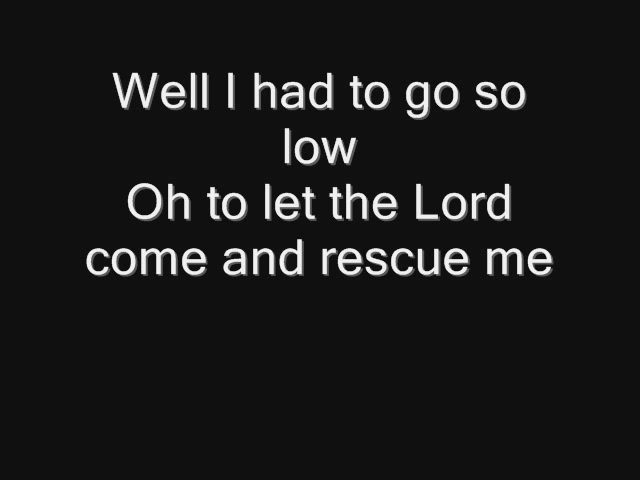 Well I had to go so
low
Oh to let the Lord
come and rescue me